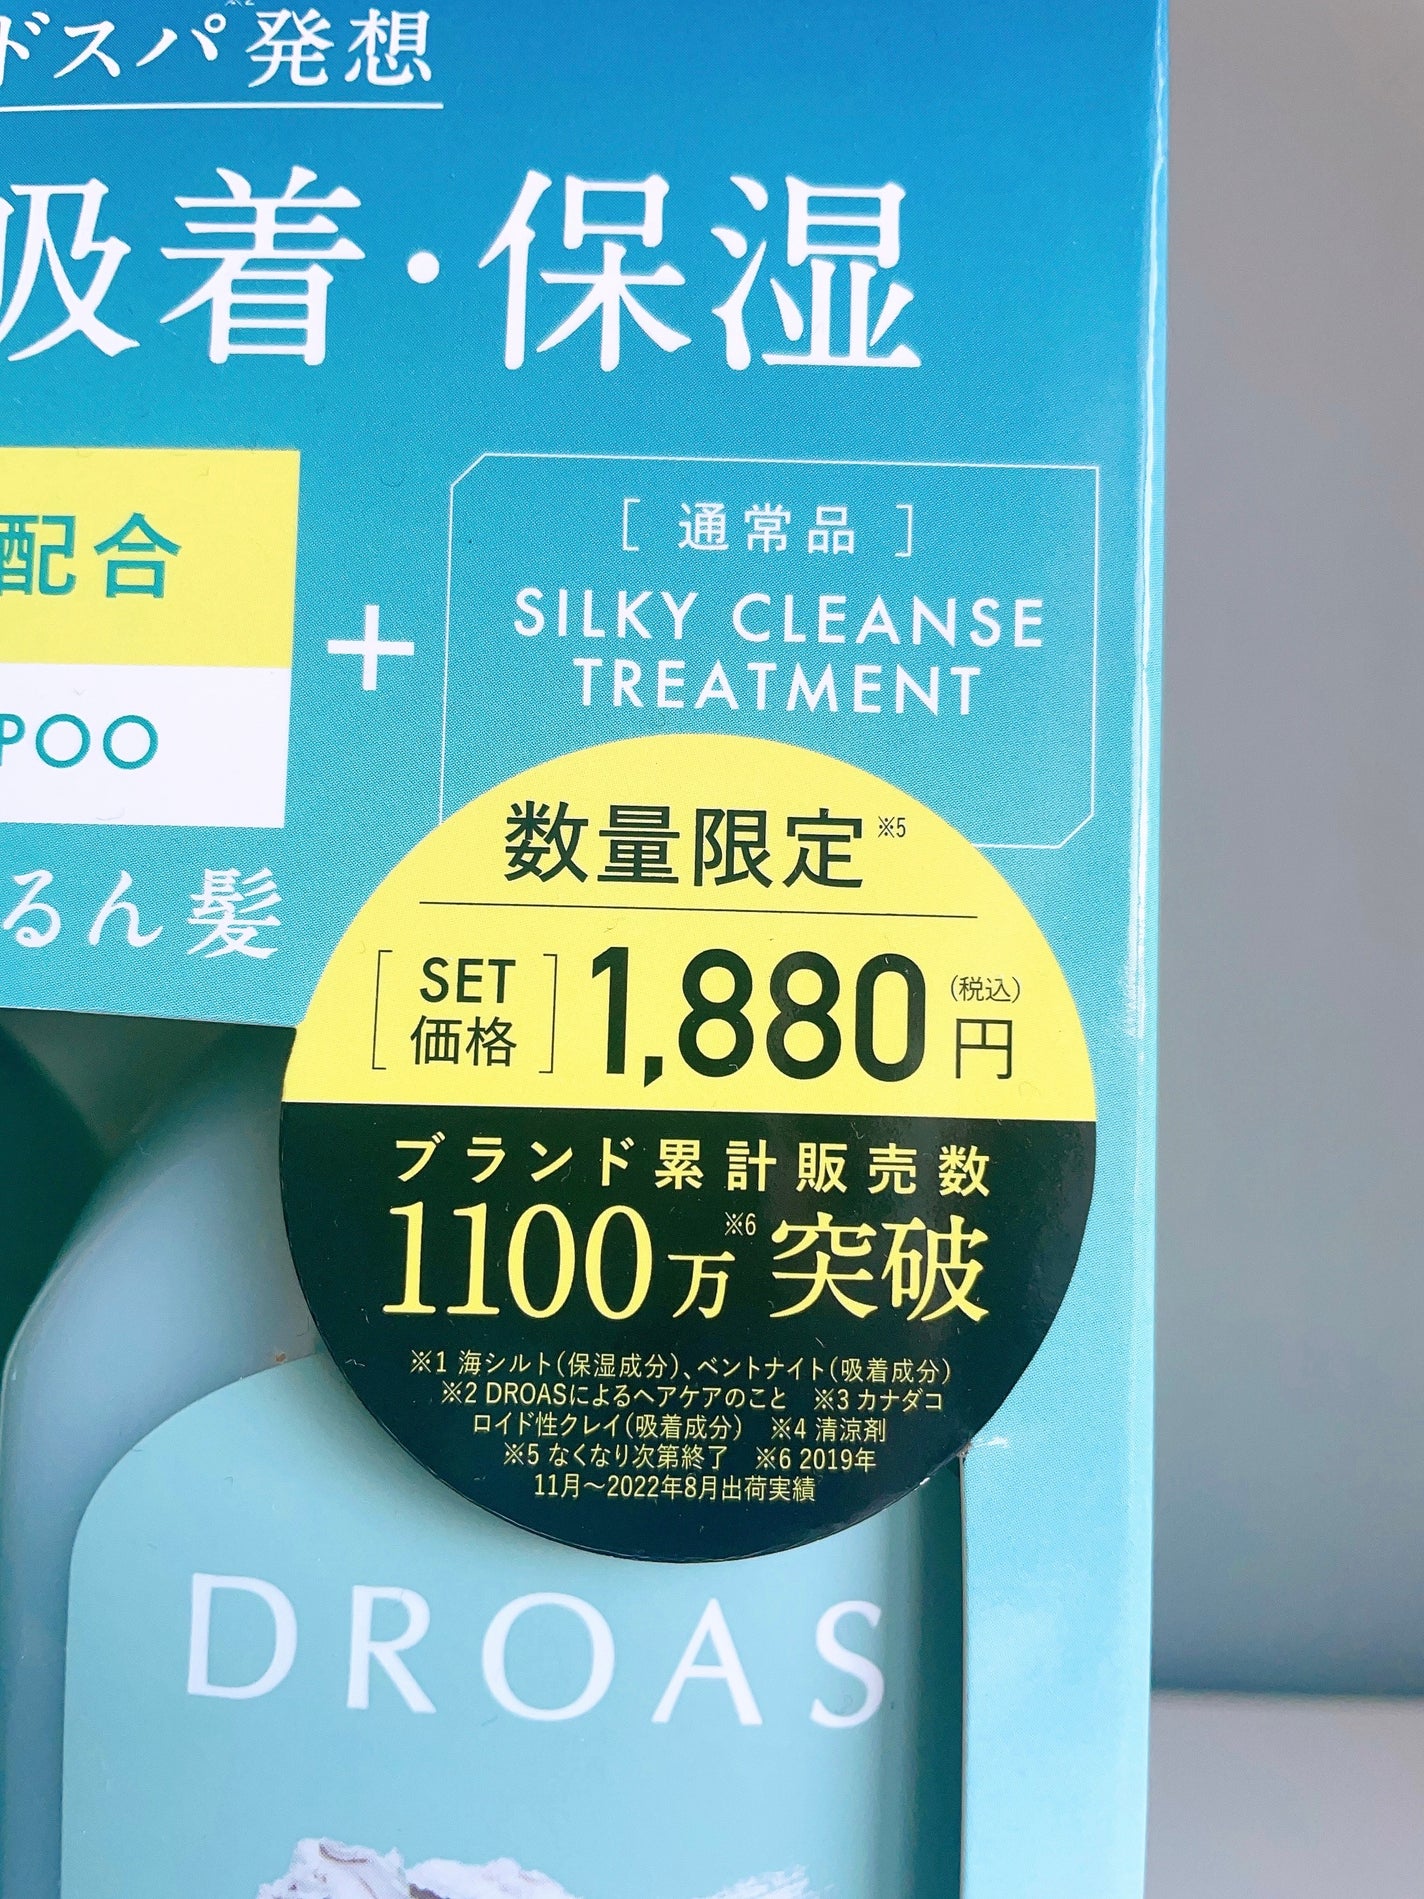 ドスパ※2発想
吸着・保湿
配合
POO
+
［通常品］
SILKY CLEANSE
TREATMENT
るん髪
数量限定※5
［SET価格］1,880円(税込)
ブランド累計販売数
1100万※6突破
※1 海シルト(保湿成分)、ベントナイト(吸着成分)
※2 DROASによるヘアケアのこと ※3 カナダコ
ロイド性クレイ(吸着成分) ※4 清涼剤
※5 なくなり次第終了 ※6 2019年
11月～2022年8月出荷実績
DROAS